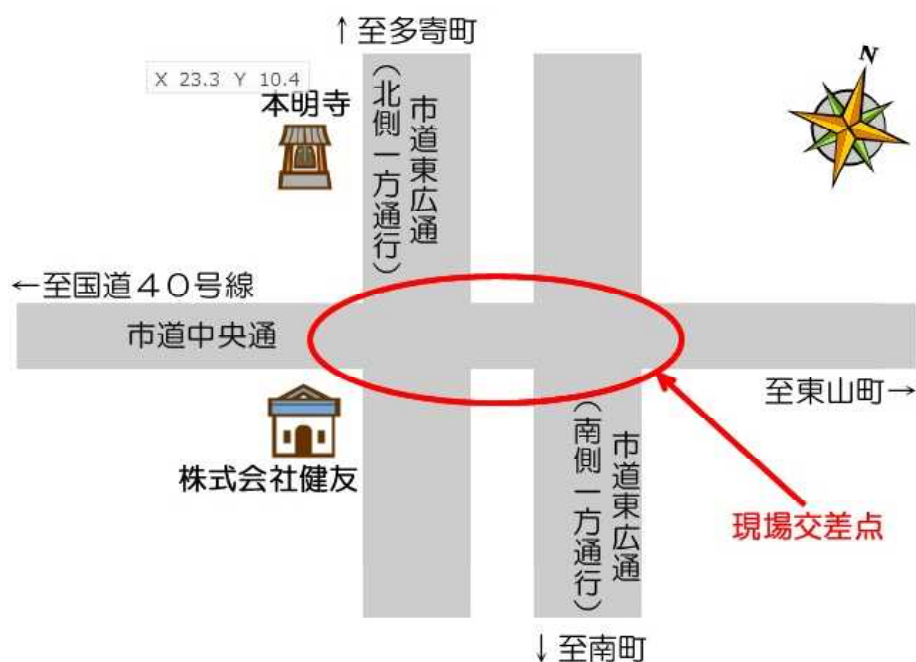 ↑至多寄町
X 23.3 Y 10.4
N
本明寺
市道東広通
（北側一方通行）
←至国道４０号線
市道中央通
至東山町→
株式会社健友
市道東広通
（南側一方通行）
現場交差点
↓至南町